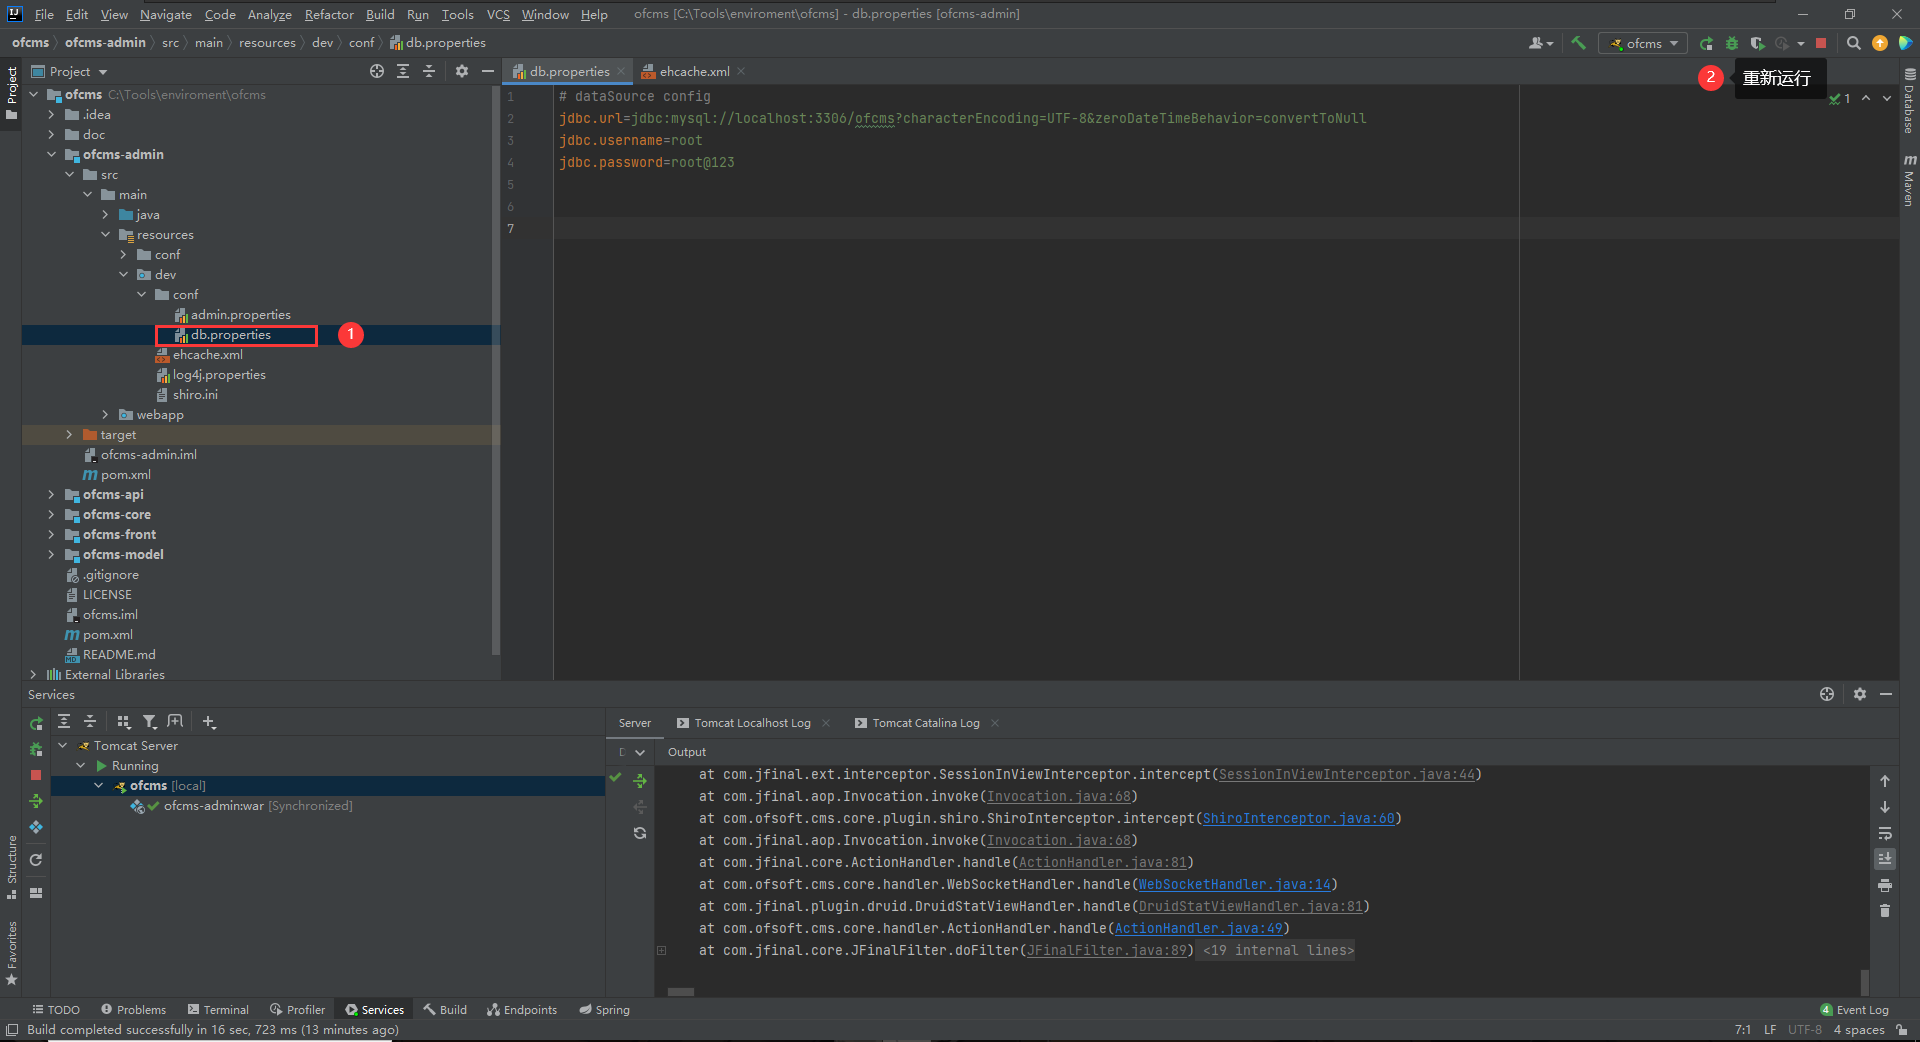 File Edit View Navigate Code Analyze Refactor Build Run Tools VCS Window Help ofcms [C:\Tools\enviroment\ofcms] - db.properties [ofcms-admin]
ofcms ofcms-admin src main resources dev conf db.properties
ofcms
Project
db.properties
ehcache.xml
2 重新运行
1
Project
ofcms C:\Tools\enviroment\ofcms
.idea
doc
ofcms-admin
src
main
java
resources
conf
dev
conf
admin.properties
db.properties
1
ehcache.xml
log4j.properties
shiro.ini
webapp
target
ofcms-admin.iml
pom.xml
ofcms-api
ofcms-core
ofcms-front
ofcms-model
.gitignore
LICENSE
ofcms.iml
pom.xml
README.md
External Libraries
1 # dataSource config
2 jdbc.url=jdbc:mysql://localhost:3306/ofcms?characterEncoding=UTF-8&zeroDateTimeBehavior=convertToNull
3 jdbc.username=root
4 jdbc.password=root@123
5
6
7
Database
Maven
Services
Tomcat Server
Running
ofcms [local]
ofcms-admin:war [Synchronized]
Server Tomcat Localhost Log Tomcat Catalina Log
Output
at com.jfinal.ext.interceptor.SessionInViewInterceptor.intercept(SessionInViewInterceptor.java:44)
at com.jfinal.aop.Invocation.invoke(Invocation.java:68)
at com.ofsoft.cms.core.plugin.shiro.ShiroInterceptor.intercept(ShiroInterceptor.java:60)
at com.jfinal.aop.Invocation.invoke(Invocation.java:68)
at com.jfinal.core.ActionHandler.handle(ActionHandler.java:81)
at com.ofsoft.cms.core.handler.WebSocketHandler.handle(WebSocketHandler.java:14)
at com.jfinal.plugin.druid.DruidStatViewHandler.handle(DruidStatViewHandler.java:81)
at com.ofsoft.cms.core.handler.ActionHandler.handle(ActionHandler.java:49)
at com.jfinal.core.JFinalFilter.doFilter(JFinalFilter.java:89) <19 internal lines>
Structure
Favorites
TODO Problems Terminal Profiler Services Build Endpoints Spring 4 Event Log
Build completed successfully in 16 sec, 723 ms (13 minutes ago) 7:1 LF UTF-8 4 spaces